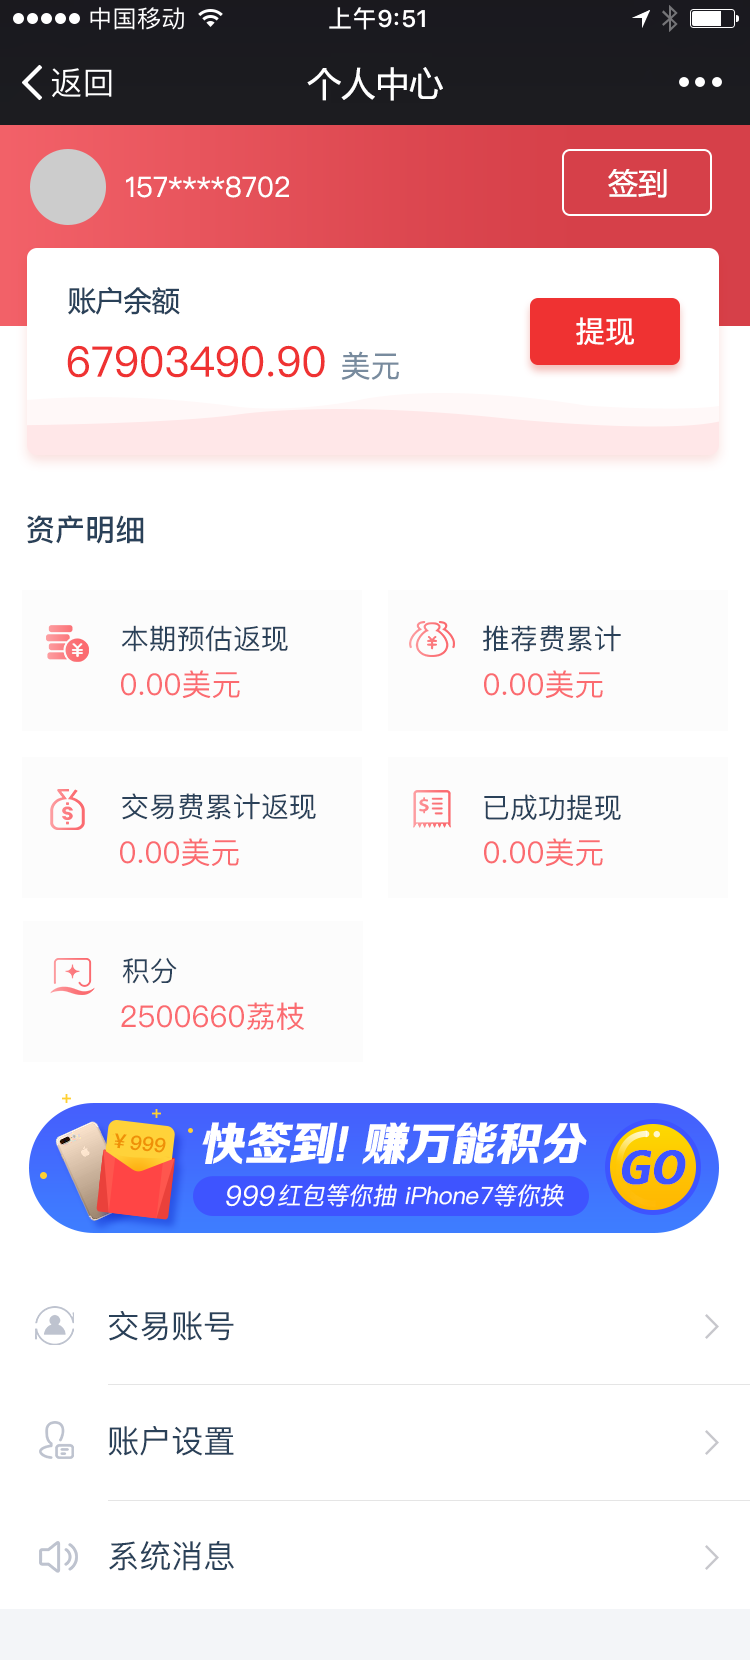 中国移动 上午9:51
返回 个人中心
157****8702 签到
账户余额
67903490.90 美元 提现
资产明细
本期预估返现 推荐费累计
0.00美元 0.00美元
交易费累计返现 已成功提现
0.00美元 0.00美元
积分
2500660荔枝
¥999 快签到! 赚万能积分
GO
999红包等你抽 iPhone7等你换
交易账号
账户设置
系统消息